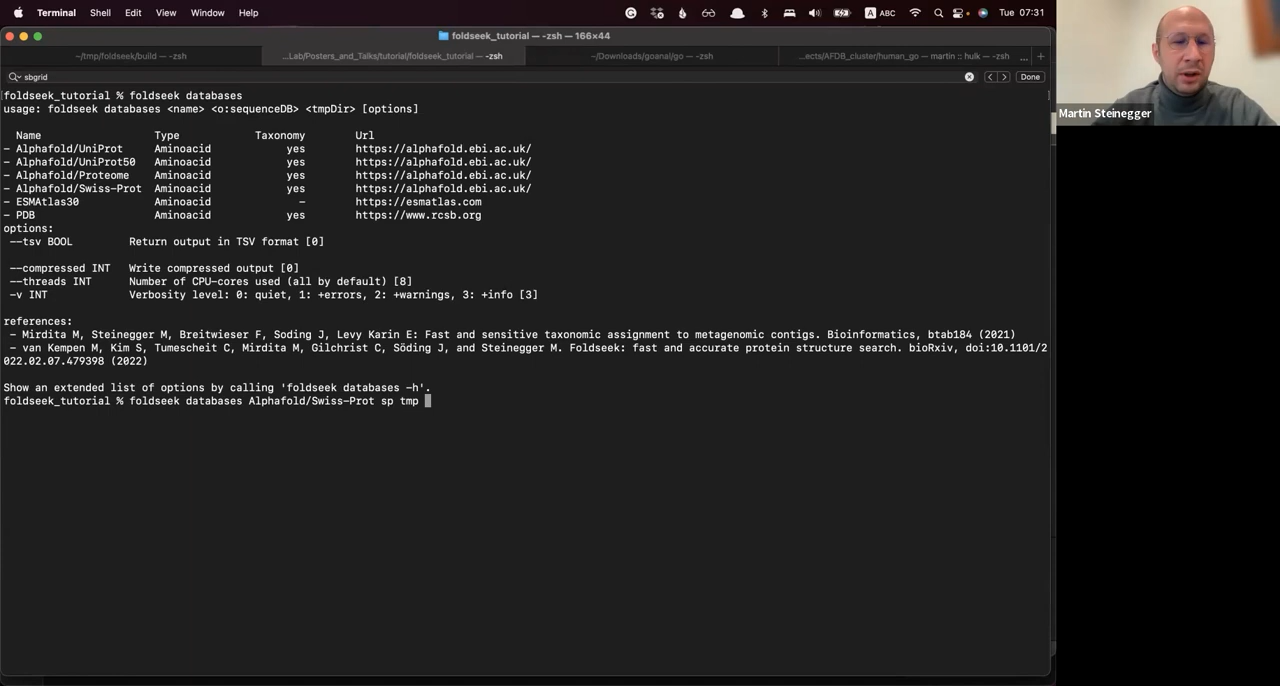 Terminal Shell Edit View Window Help
ABC Tue 07:31
foldseek_tutorial — -zsh — 166×44
~/tmp/foldseek/build — -zsh
...Lab/Posters_and_Talks/tutorial/foldseek_tutorial — -zsh
~/Downloads/goanal/go — -zsh
...ects/AFDB_cluster/human_go — martin :: hulk — -zsh
...
+
sbgrid
Done
foldseek_tutorial % foldseek databases
usage: foldseek databases <name> <o:sequenceDB> <tmpDir> [options]
Name Type Taxonomy Url
- Alphafold/UniProt Aminoacid yes https://alphafold.ebi.ac.uk/
- Alphafold/UniProt50 Aminoacid yes https://alphafold.ebi.ac.uk/
- Alphafold/Proteome Aminoacid yes https://alphafold.ebi.ac.uk/
- Alphafold/Swiss-Prot Aminoacid yes https://alphafold.ebi.ac.uk/
- ESMAtlas30 Aminoacid - https://esmatlas.com
- PDB Aminoacid yes https://www.rcsb.org
options:
--tsv BOOL Return output in TSV format [0]
--compressed INT Write compressed output [0]
--threads INT Number of CPU-cores used (all by default) [8]
-v INT Verbosity level: 0: quiet, 1: +errors, 2: +warnings, 3: +info [3]
references:
- Mirdita M, Steinegger M, Breitwieser F, Soding J, Levy Karin E: Fast and sensitive taxonomic assignment to metagenomic contigs. Bioinformatics, btab184 (2021)
- van Kempen M, Kim S, Tumescheit C, Mirdita M, Gilchrist C, Söding J, and Steinegger M. Foldseek: fast and accurate protein structure search. bioRxiv, doi:10.1101/2
022.02.07.479398 (2022)
Show an extended list of options by calling 'foldseek databases -h'.
foldseek_tutorial % foldseek databases Alphafold/Swiss-Prot sp tmp
Martin Steinegger